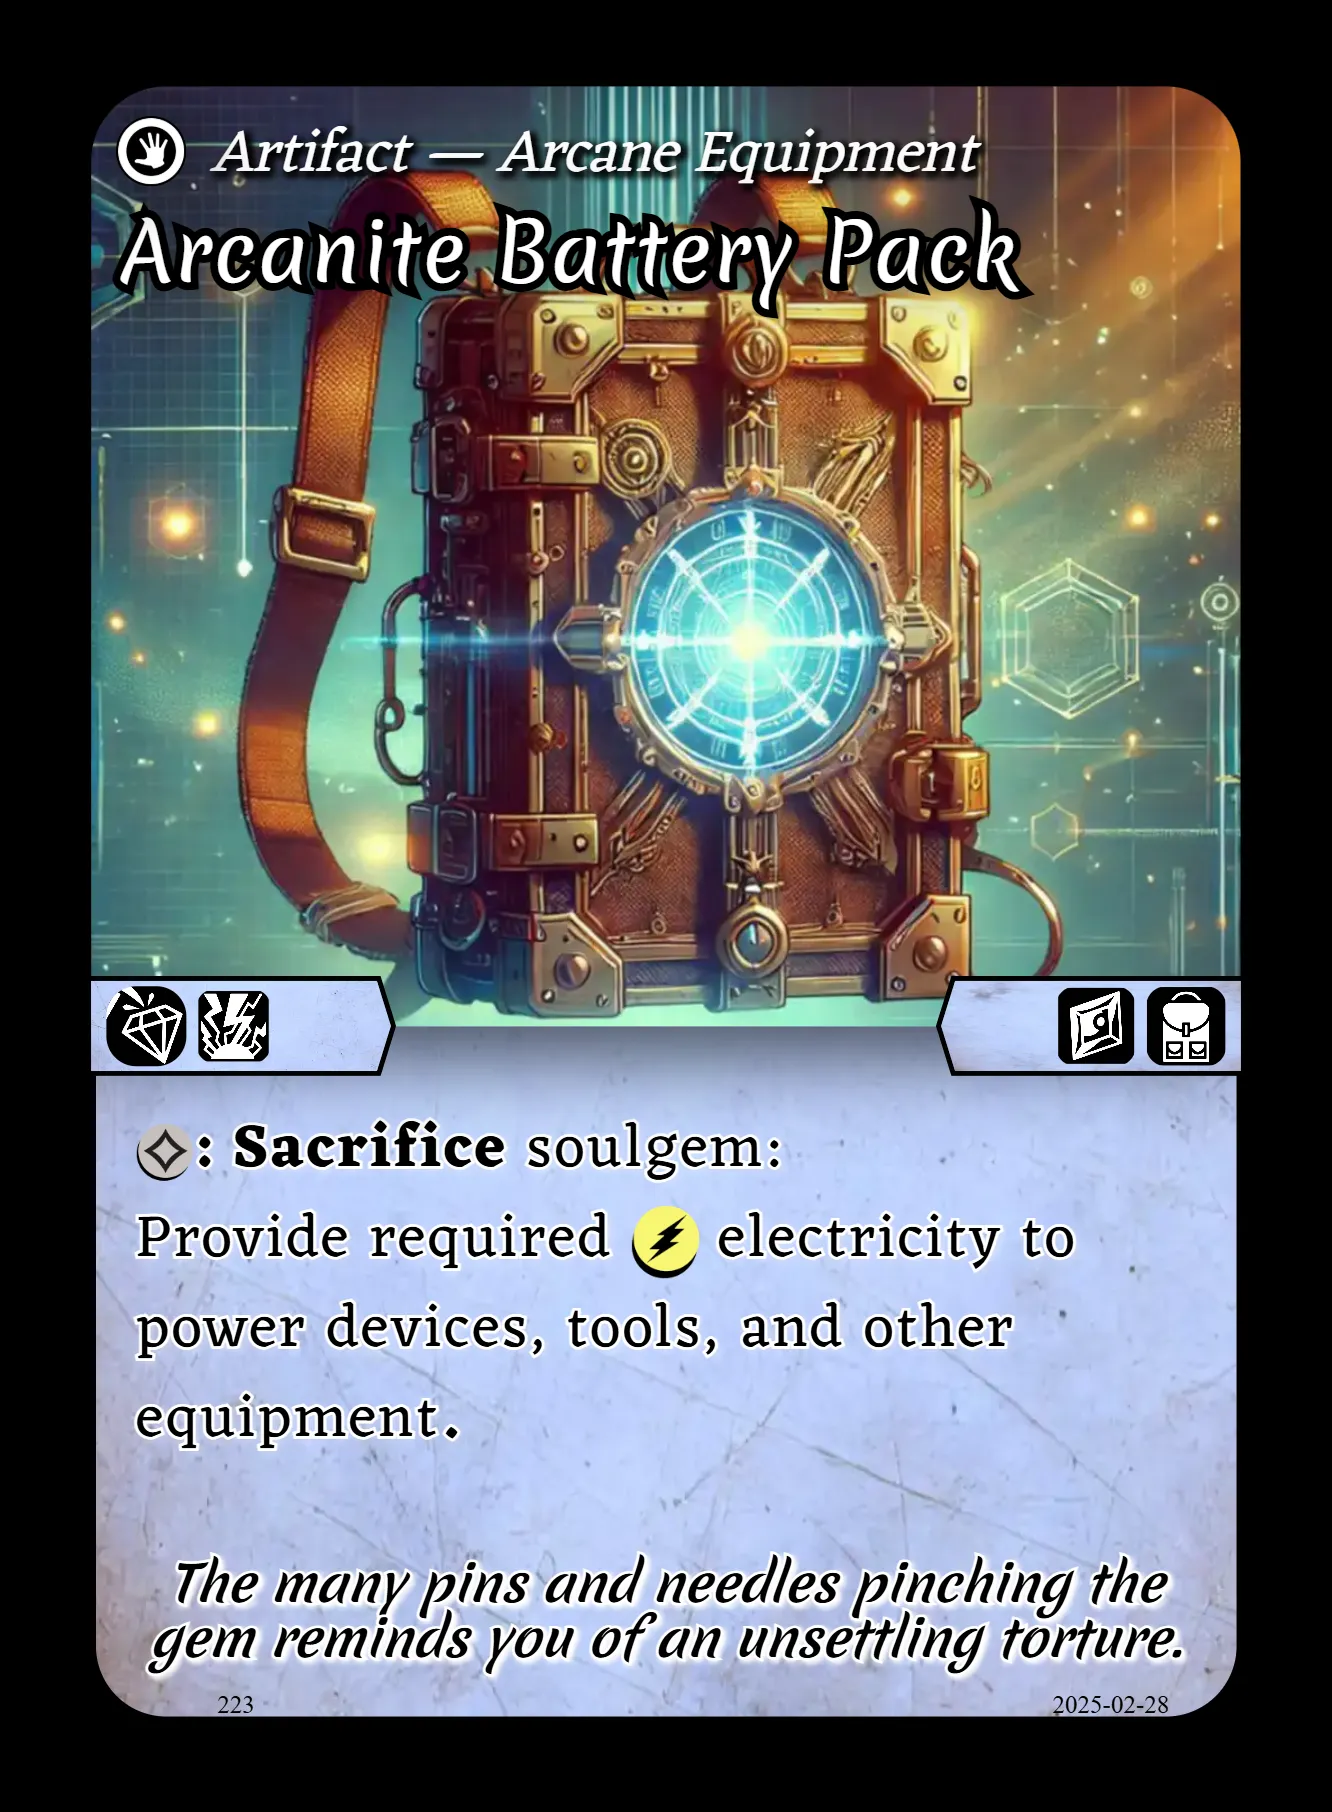 Artifact — Arcane Equipment
Arcanite Battery Pack
: Sacrifice soulgem:
Provide required electricity to
power devices, tools, and other
equipment.
The many pins and needles pinching the
gem reminds you of an unsettling torture.
223
2025-02-28